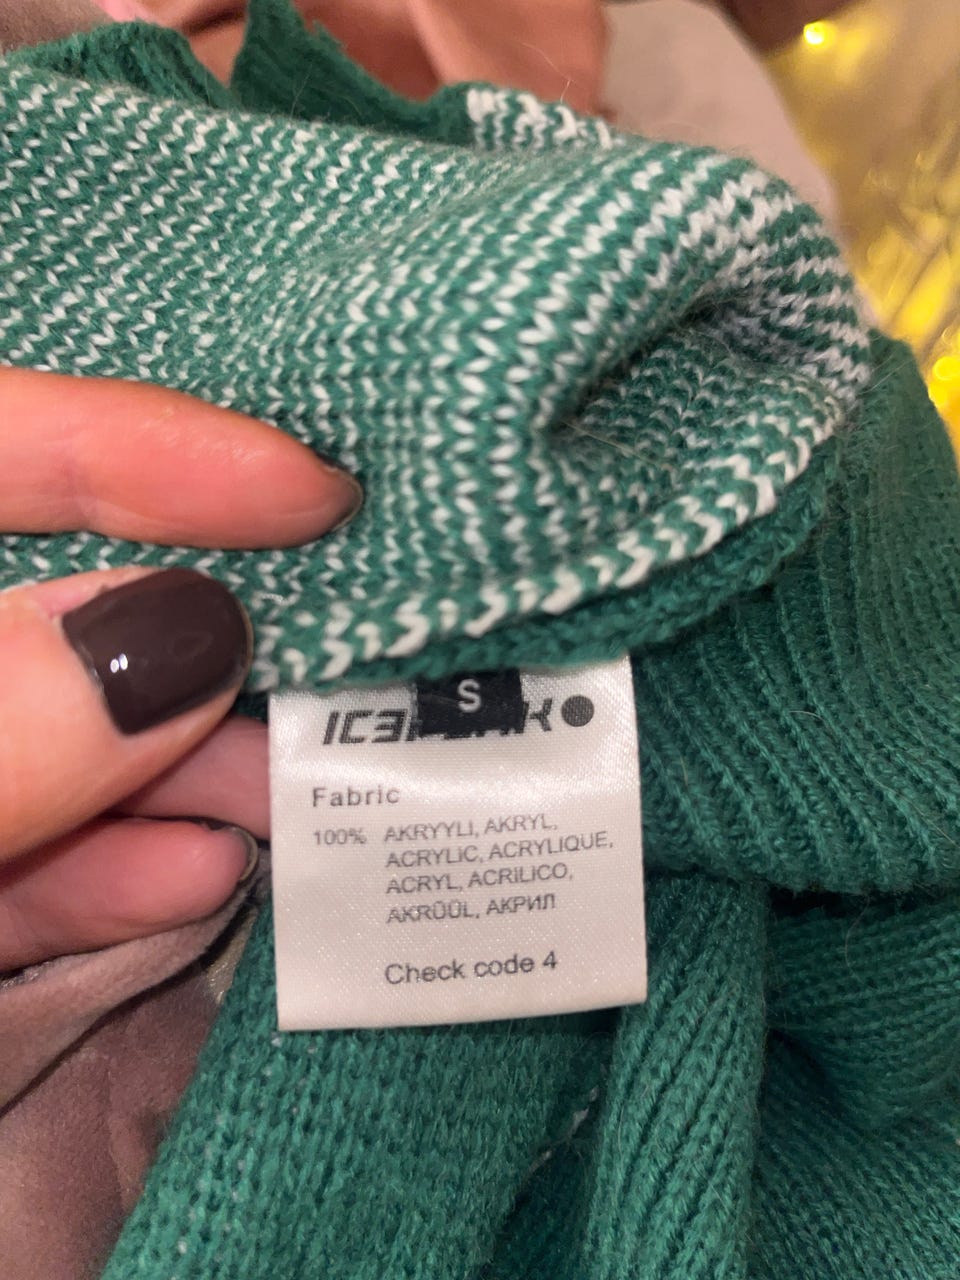 S
Fabric
100% AKRYYLI, AKRYL,
ACRYLIC, ACRYLIQUE,
ACRYL, ACRILICO,
AKRÜÜL, АКРИЛ
Check code 4